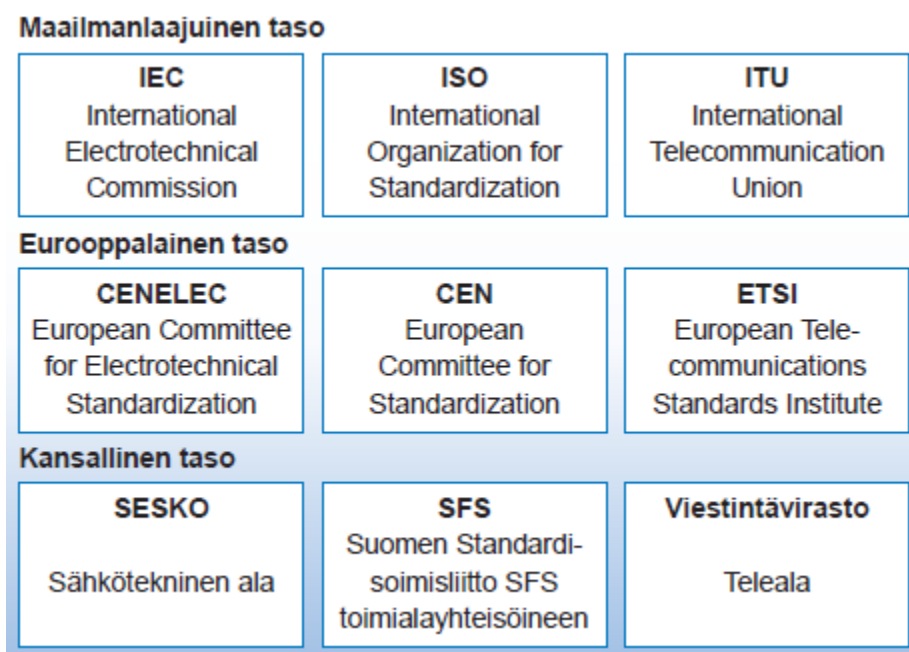 Maailmanlaajuinen taso
IEC
International
Electrotechnical
Commission
ISO
International
Organization for
Standardization
ITU
International
Telecommunication
Union
Eurooppalainen taso
CENELEC
European Committee
for Electrotechnical
Standardization
CEN
European
Committee for
Standardization
ETSI
European Tele-
communications
Standards Institute
Kansallinen taso
SESKO
Sähkötekninen ala
SFS
Suomen Standardi-
soimisliitto SFS
toimialayhteisöineen
Viestintävirasto
Teleala